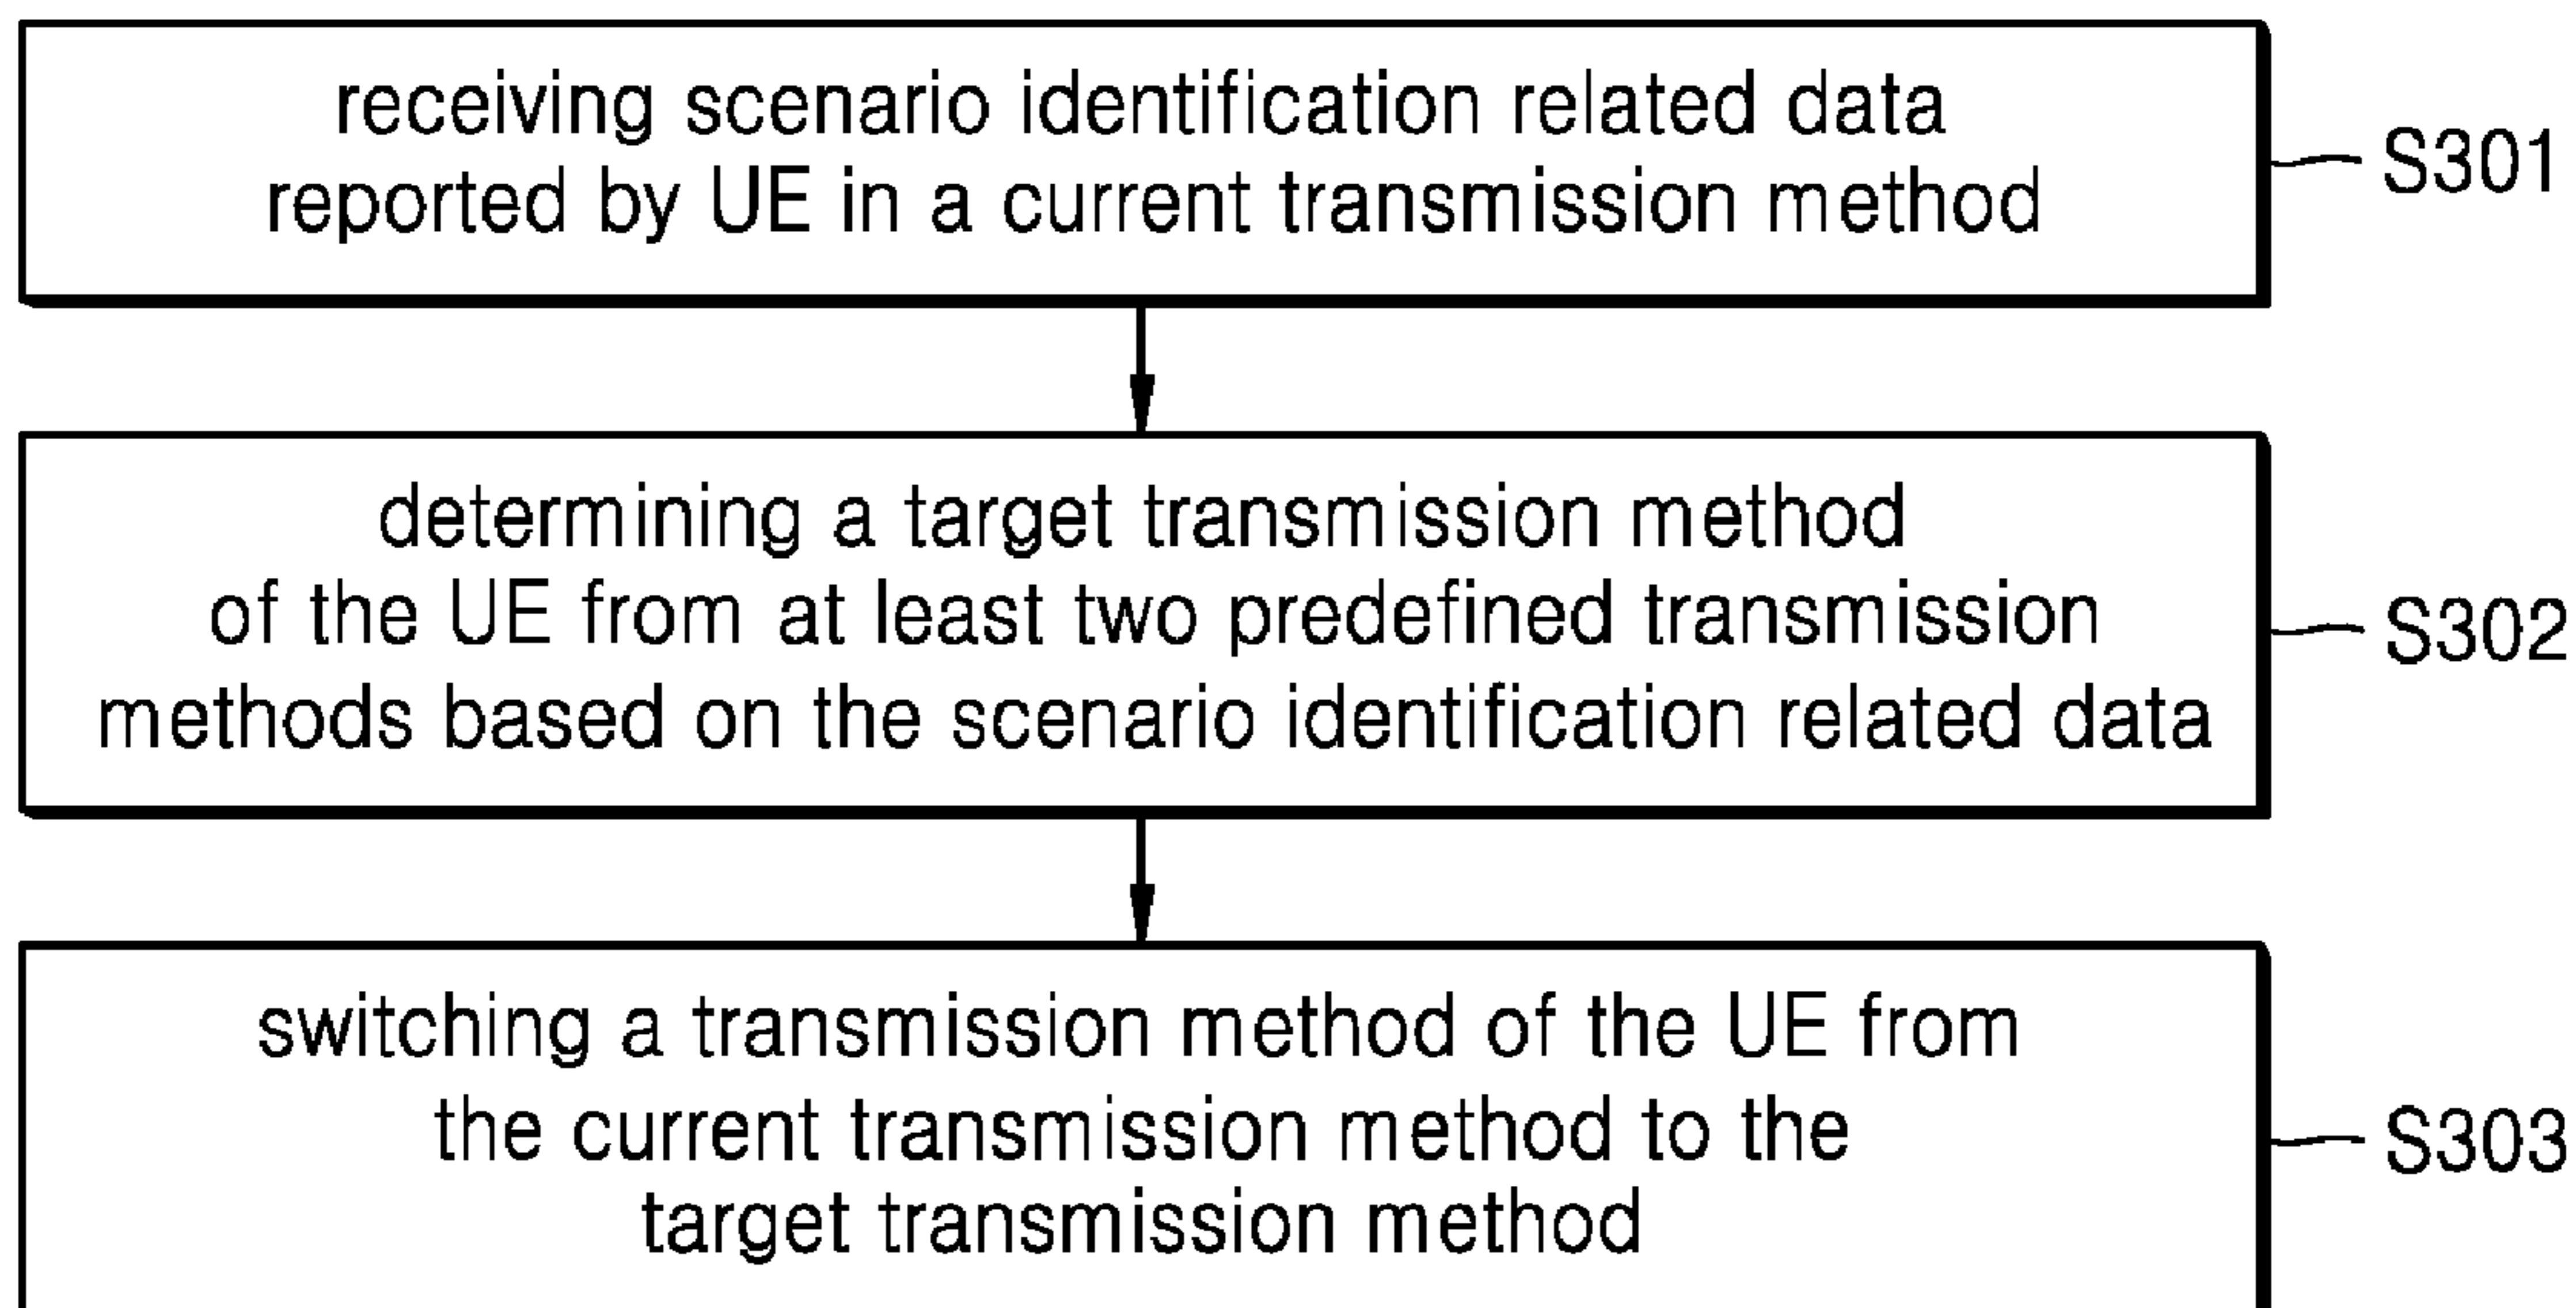 receiving scenario identification related data
reported by UE in a current transmission method
S301
determining a target transmission method
of the UE from at least two predefined transmission
methods based on the scenario identification related data
S302
switching a transmission method of the UE from
the current transmission method to the
target transmission method
S303